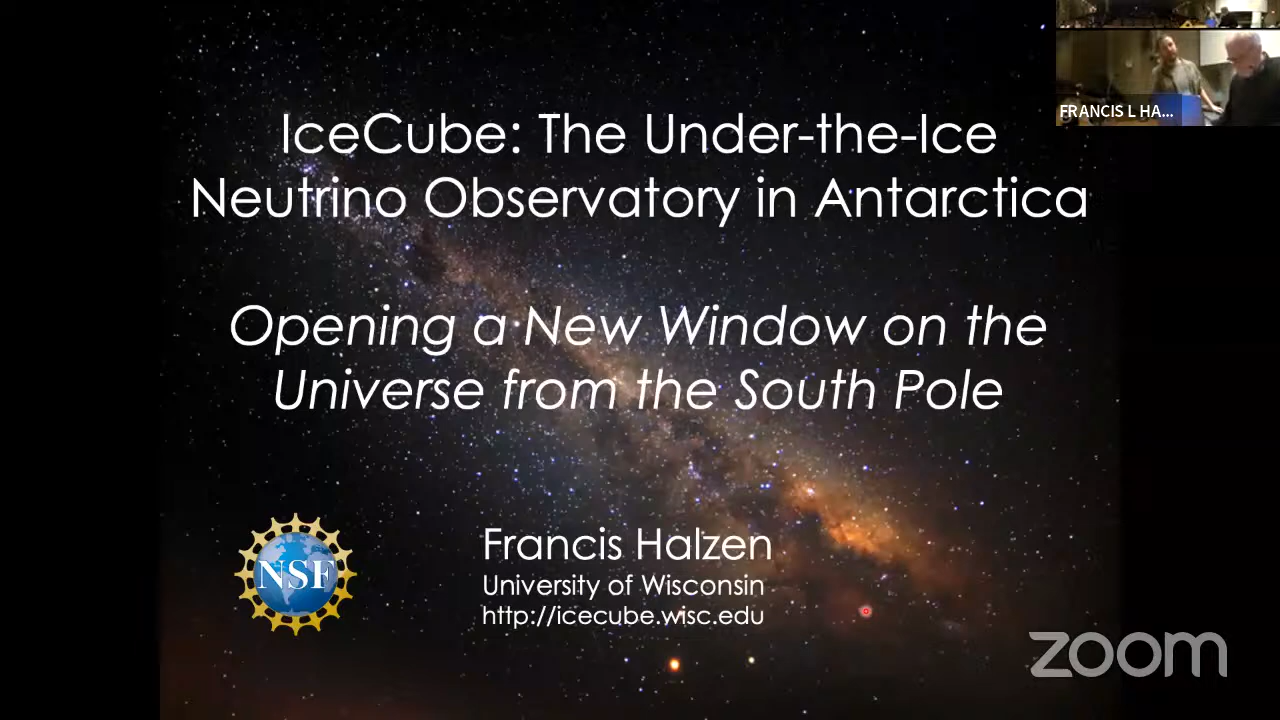 IceCube: The Under-the-Ice
Neutrino Observatory in Antarctica
Opening a New Window on the
Universe from the South Pole
Francis Halzen
University of Wisconsin
http://icecube.wisc.edu
NSF
FRANCIS L HA...
zoom